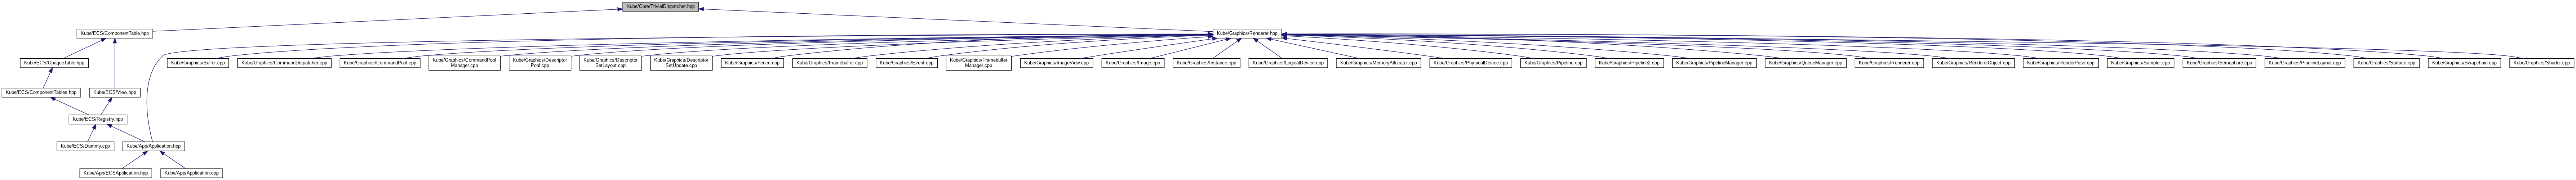 Kube/Core/TrivialDispatcher.hpp
Kube/ECS/ComponentTable.hpp
Kube/Graphics/Renderer.hpp
Kube/ECS/OpaqueTable.hpp
Kube/Graphics/Buffer.cpp
Kube/Graphics/CommandDispatcher.cpp
Kube/Graphics/CommandPool.cpp
Kube/Graphics/CommandPool
Manager.cpp
Kube/Graphics/Descriptor
Pool.cpp
Kube/Graphics/Descriptor
SetLayout.cpp
Kube/Graphics/Descriptor
SetUpdate.cpp
Kube/Graphics/Fence.cpp
Kube/Graphics/Framebuffer.cpp
Kube/Graphics/Event.cpp
Kube/Graphics/Framebuffer
Manager.cpp
Kube/Graphics/ImageView.cpp
Kube/Graphics/Image.cpp
Kube/Graphics/Instance.cpp
Kube/Graphics/LogicalDevice.cpp
Kube/Graphics/MemoryAllocator.cpp
Kube/Graphics/PhysicalDevice.cpp
Kube/Graphics/Pipeline.cpp
Kube/Graphics/Pipeline2.cpp
Kube/Graphics/PipelineManager.cpp
Kube/Graphics/QueueManager.cpp
Kube/Graphics/Renderer.cpp
Kube/Graphics/RendererObject.cpp
Kube/Graphics/RenderPass.cpp
Kube/Graphics/Sampler.cpp
Kube/Graphics/Semaphore.cpp
Kube/Graphics/PipelineLayout.cpp
Kube/Graphics/Surface.cpp
Kube/Graphics/Swapchain.cpp
Kube/Graphics/Shader.cpp
Kube/ECS/ComponentTables.hpp
Kube/ECS/View.hpp
Kube/ECS/Registry.hpp
Kube/ECS/Dummy.cpp
Kube/App/Application.hpp
Kube/App/ECSApplication.hpp
Kube/App/Application.cpp